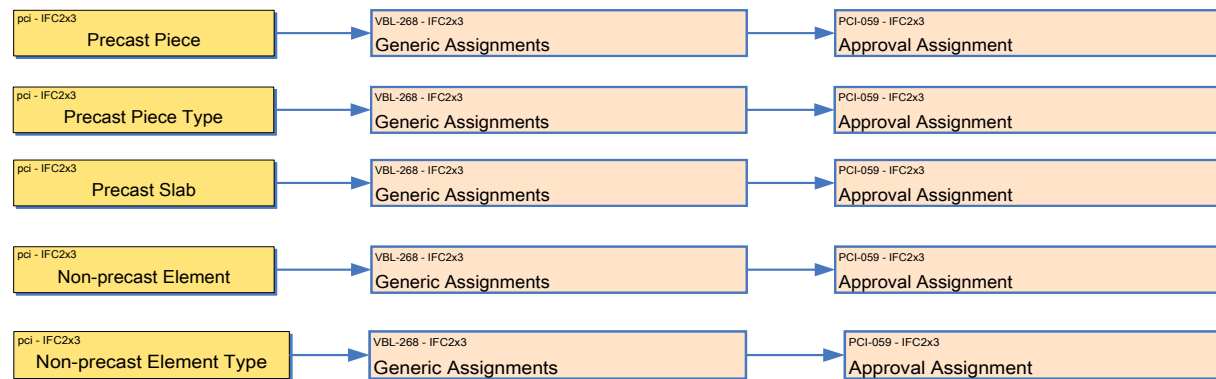 pci - IFC2x3
Precast Piece
VBL-268 - IFC2x3
Generic Assignments
PCI-059 - IFC2x3
Approval Assignment
pci - IFC2x3
Precast Piece Type
VBL-268 - IFC2x3
Generic Assignments
PCI-059 - IFC2x3
Approval Assignment
pci - IFC2x3
Precast Slab
VBL-268 - IFC2x3
Generic Assignments
PCI-059 - IFC2x3
Approval Assignment
pci - IFC2x3
Non-precast Element
VBL-268 - IFC2x3
Generic Assignments
PCI-059 - IFC2x3
Approval Assignment
pci - IFC2x3
Non-precast Element Type
VBL-268 - IFC2x3
Generic Assignments
PCI-059 - IFC2x3
Approval Assignment